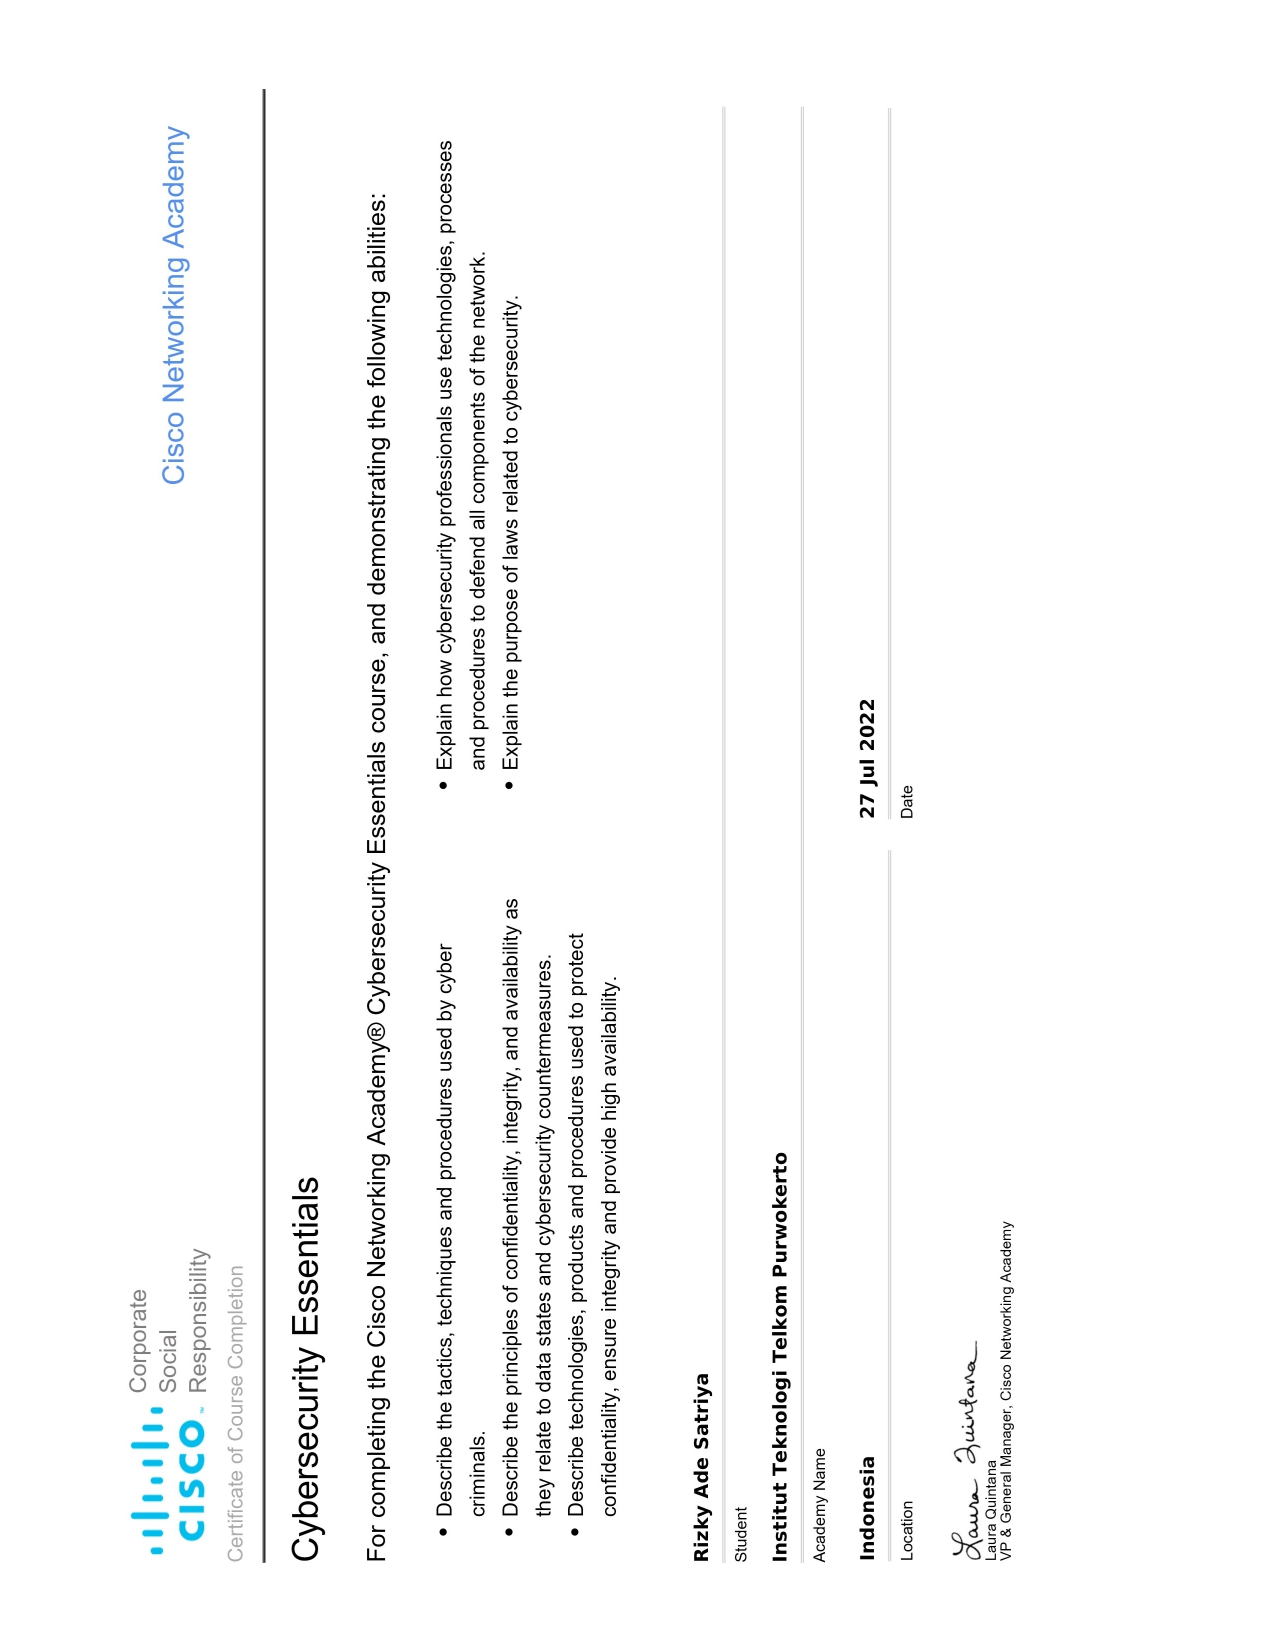 CISCO
Corporate
Social
Responsibility
Cisco Networking Academy
Certificate of Course Completion
Cybersecurity Essentials
For completing the Cisco Networking Academy® Cybersecurity Essentials course, and demonstrating the following abilities:
• Describe the tactics, techniques and procedures used by cyber
criminals.
• Describe the principles of confidentiality, integrity, and availability as
they relate to data states and cybersecurity countermeasures.
• Describe technologies, products and procedures used to protect
confidentiality, ensure integrity and provide high availability.
• Explain how cybersecurity professionals use technologies, processes
and procedures to defend all components of the network.
• Explain the purpose of laws related to cybersecurity.
Rizky Ade Satriya
Student
Institut Teknologi Telkom Purwokerto
Academy Name
Indonesia
Location
27 Jul 2022
Date
Laura Quintana
Laura Quintana
VP & General Manager, Cisco Networking Academy